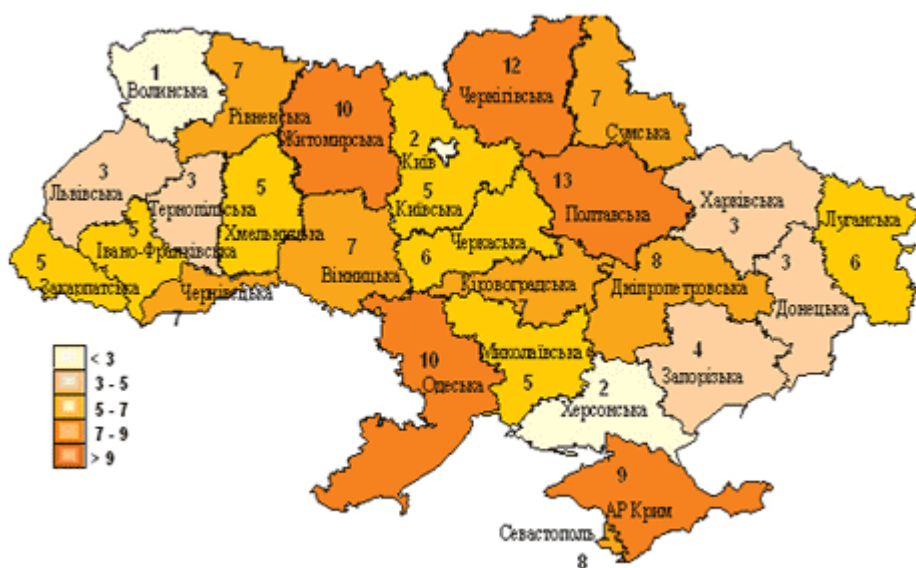 12
Чернігівська
1
Волинська
7
Рівненська
10
Житомирська
7
Сумська
2
Київ
3
Львівська
3
Тернопільська
5
Хмельницька
5
Київська
13
Полтавська
Харківська
3
Луганська
6
5
Івано-Франківська
5
Закарпатська
7
Вінницька
6
Черкаська
Кіровоградська
7
8
Дніпропетровська
3
Донецька
Чернівецька
7
10
Одеська
Миколаївська
5
4
Запорізька
2
Херсонська
< 3
3 - 5
5 - 7
7 - 9
> 9
9
АР Крим
Севастополь
8